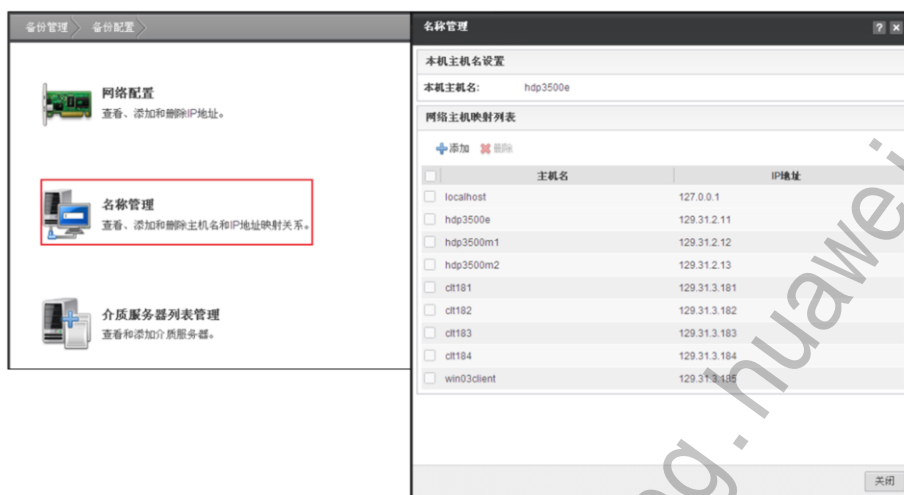 备份管理 备份配置
网络配置
查看、添加和删除IP地址。
名称管理
查看、添加和删除主机名和IP地址映射关系。
介质服务器列表管理
查看和添加介质服务器。
名称管理
本机主机名设置
本机主机名: hdp3500e
网络主机映射列表
添加 删除
主机名 IP地址
localhost 127.0.0.1
hdp3500e 129.31.2.11
hdp3500m1 129.31.2.12
hdp3500m2 129.31.2.13
clt181 129.31.3.181
clt182 129.31.3.182
clt183 129.31.3.183
clt184 129.31.3.184
win03client 129.31.3.185
关闭
og.huawei